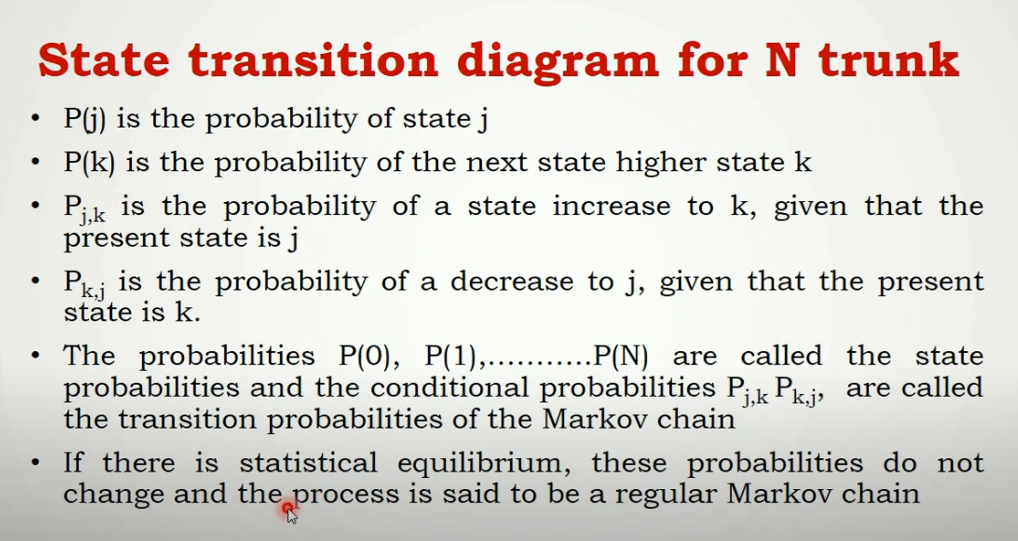 State transition diagram for N trunk
• P(j) is the probability of state j
• P(k) is the probability of the next state higher state k
• Pj,k is the probability of a state increase to k, given that the
present state is j
• Pk,j is the probability of a decrease to j, given that the present
state is k.
• The probabilities P(0), P(1),...........P(N) are called the state
probabilities and the conditional probabilities Pj,k Pk,j, are called
the transition probabilities of the Markov chain
• If there is statistical equilibrium, these probabilities do not
change and the process is said to be a regular Markov chain